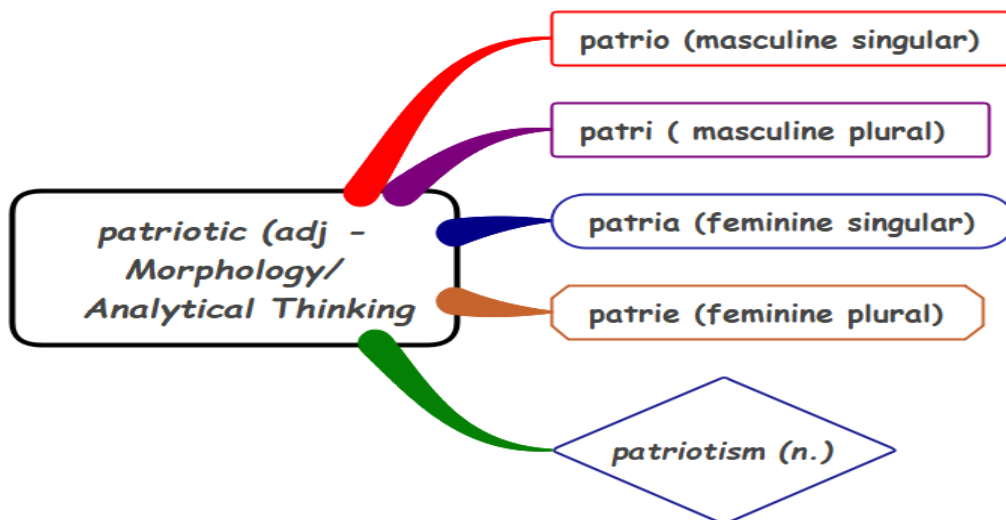 patrio (masculine singular)
patri ( masculine plural)
patriotic (adj -
Morphology/
Analytical Thinking
patria (feminine singular)
patrie (feminine plural)
patriotism (n.)